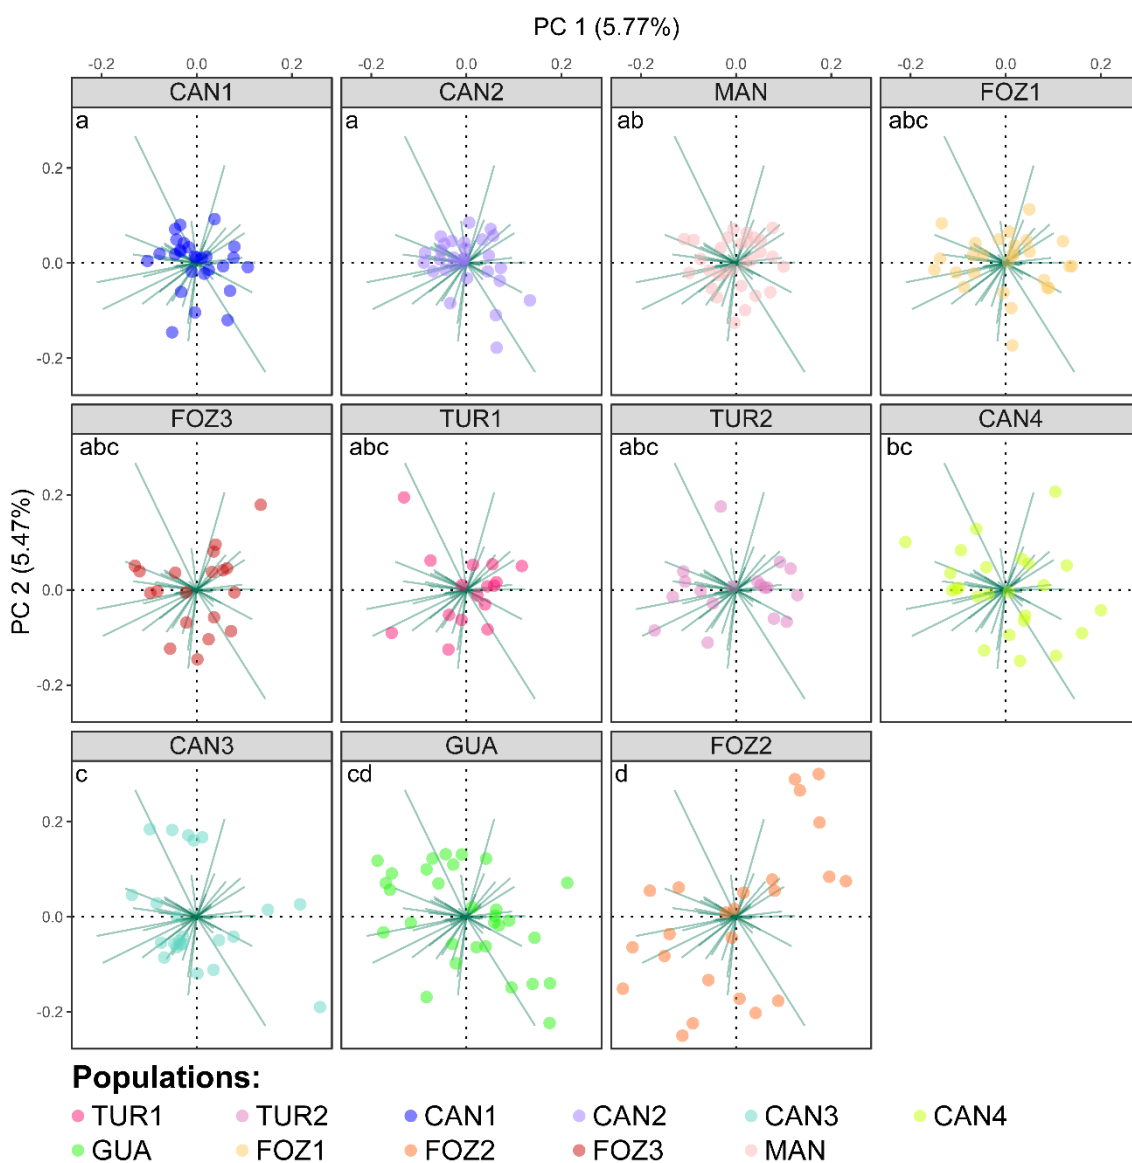 PC 1 (5.77%)
-0.2 0.0 0.2 -0.2 0.0 0.2 -0.2 0.0 0.2 -0.2 0.0 0.2
CAN1 CAN2 MAN FOZ1
a a ab abc
0.2
0.0
-0.2
FOZ3 TUR1 TUR2 CAN4
abc abc abc bc
PC 2 (5.47%)
0.2
0.0
-0.2
CAN3 GUA FOZ2
c cd d
0.2
0.0
-0.2
Populations:
TUR1 TUR2 CAN1 CAN2 CAN3 CAN4
GUA FOZ1 FOZ2 FOZ3 MAN